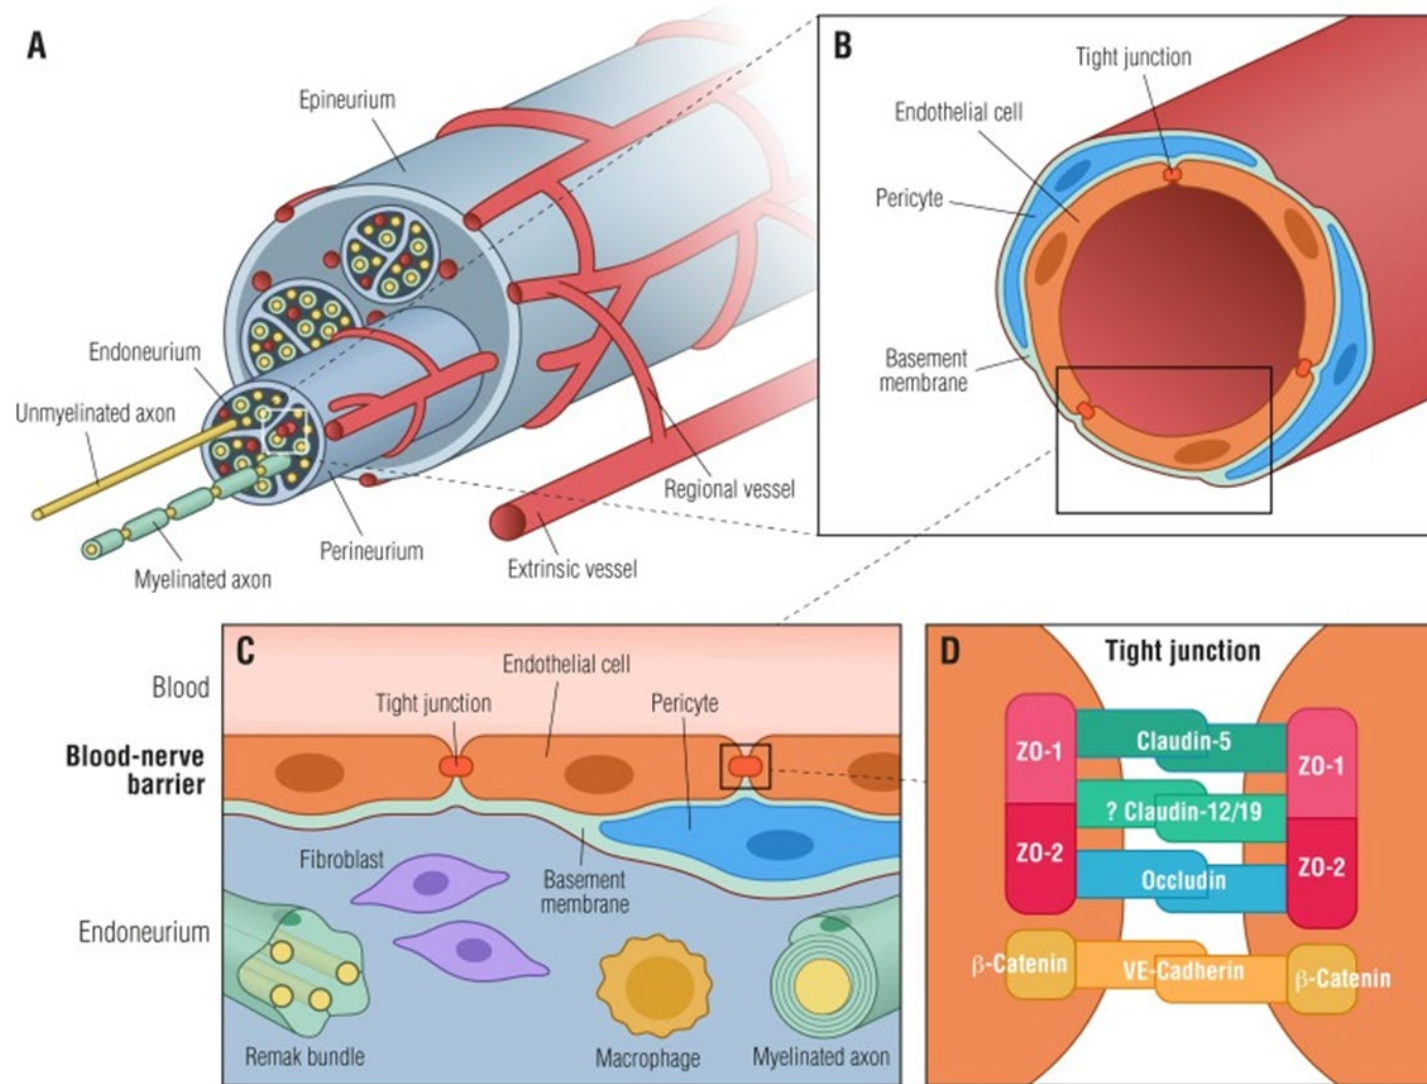 A
Epineurium
Endoneurium
Unmyelinated axon
Myelinated axon
Perineurium
Regional vessel
Extrinsic vessel
B
Tight junction
Endothelial cell
Pericyte
Basement
membrane
C
Blood
Blood-nerve
barrier
Endoneurium
Endothelial cell
Tight junction
Pericyte
Fibroblast
Basement
membrane
Remak bundle
Macrophage
Myelinated axon
D
Tight junction
ZO-1
Claudin-5
ZO-1
? Claudin-12/19
ZO-2
Occludin
ZO-2
β-Catenin
VE-Cadherin
β-Catenin